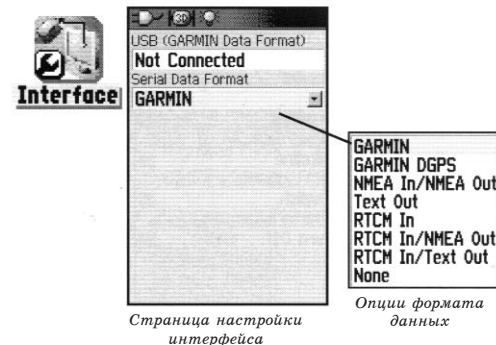 3D
USB (GARMIN Data Format)
Not Connected
Serial Data Format
GARMIN
Interface
GARMIN
GARMIN DGPS
NMEA In/NMEA Out
Text Out
RTCM In
RTCM In/NMEA Out
RTCM In/Text Out
None
Страница настройки
интерфейса
Опции формата
данных